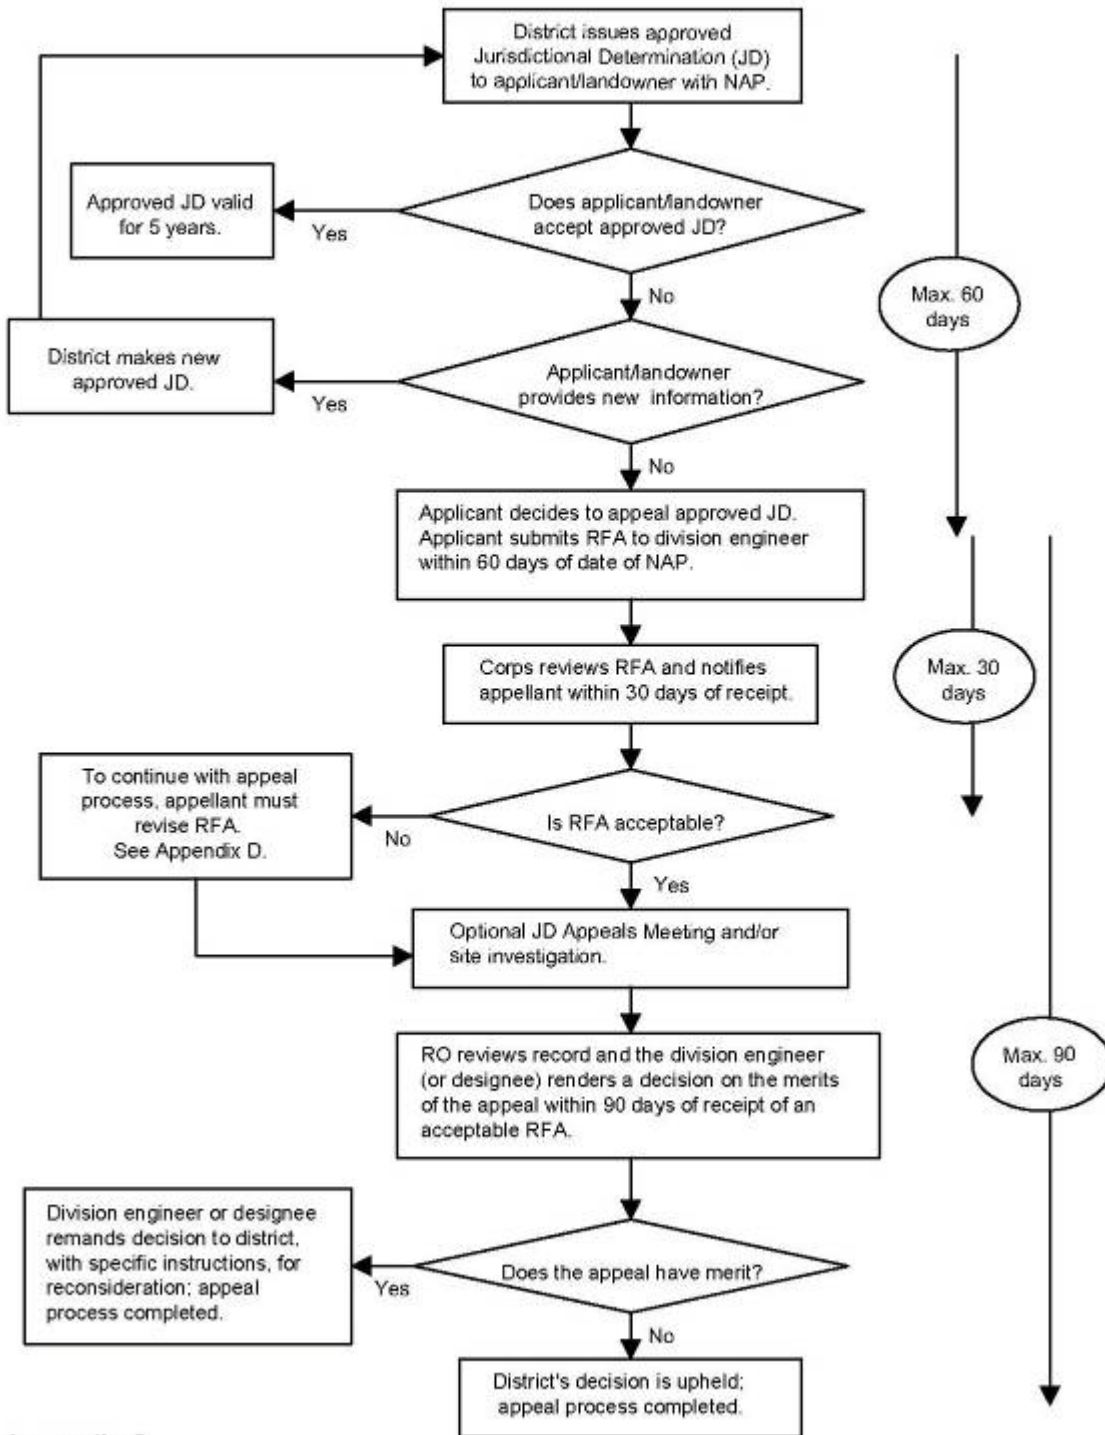 District issues approved
Jurisdictional Determination (JD)
to applicant/landowner with NAP.
Does applicant/landowner
accept approved JD?
Yes
Approved JD valid
for 5 years.
No
Max. 60
days
Applicant/landowner
provides new information?
Yes
District makes new
approved JD.
No
Applicant decides to appeal approved JD.
Applicant submits RFA to division engineer
within 60 days of date of NAP.
Corps reviews RFA and notifies
appellant within 30 days of receipt.
Max. 30
days
Is RFA acceptable?
No
To continue with appeal
process, appellant must
revise RFA.
See Appendix D.
Yes
Optional JD Appeals Meeting and/or
site investigation.
RO reviews record and the division engineer
(or designee) renders a decision on the merits
of the appeal within 90 days of receipt of an
acceptable RFA.
Max. 90
days
Does the appeal have merit?
Yes
Division engineer or designee
remands decision to district,
with specific instructions, for
reconsideration; appeal
process completed.
No
District's decision is upheld;
appeal process completed.